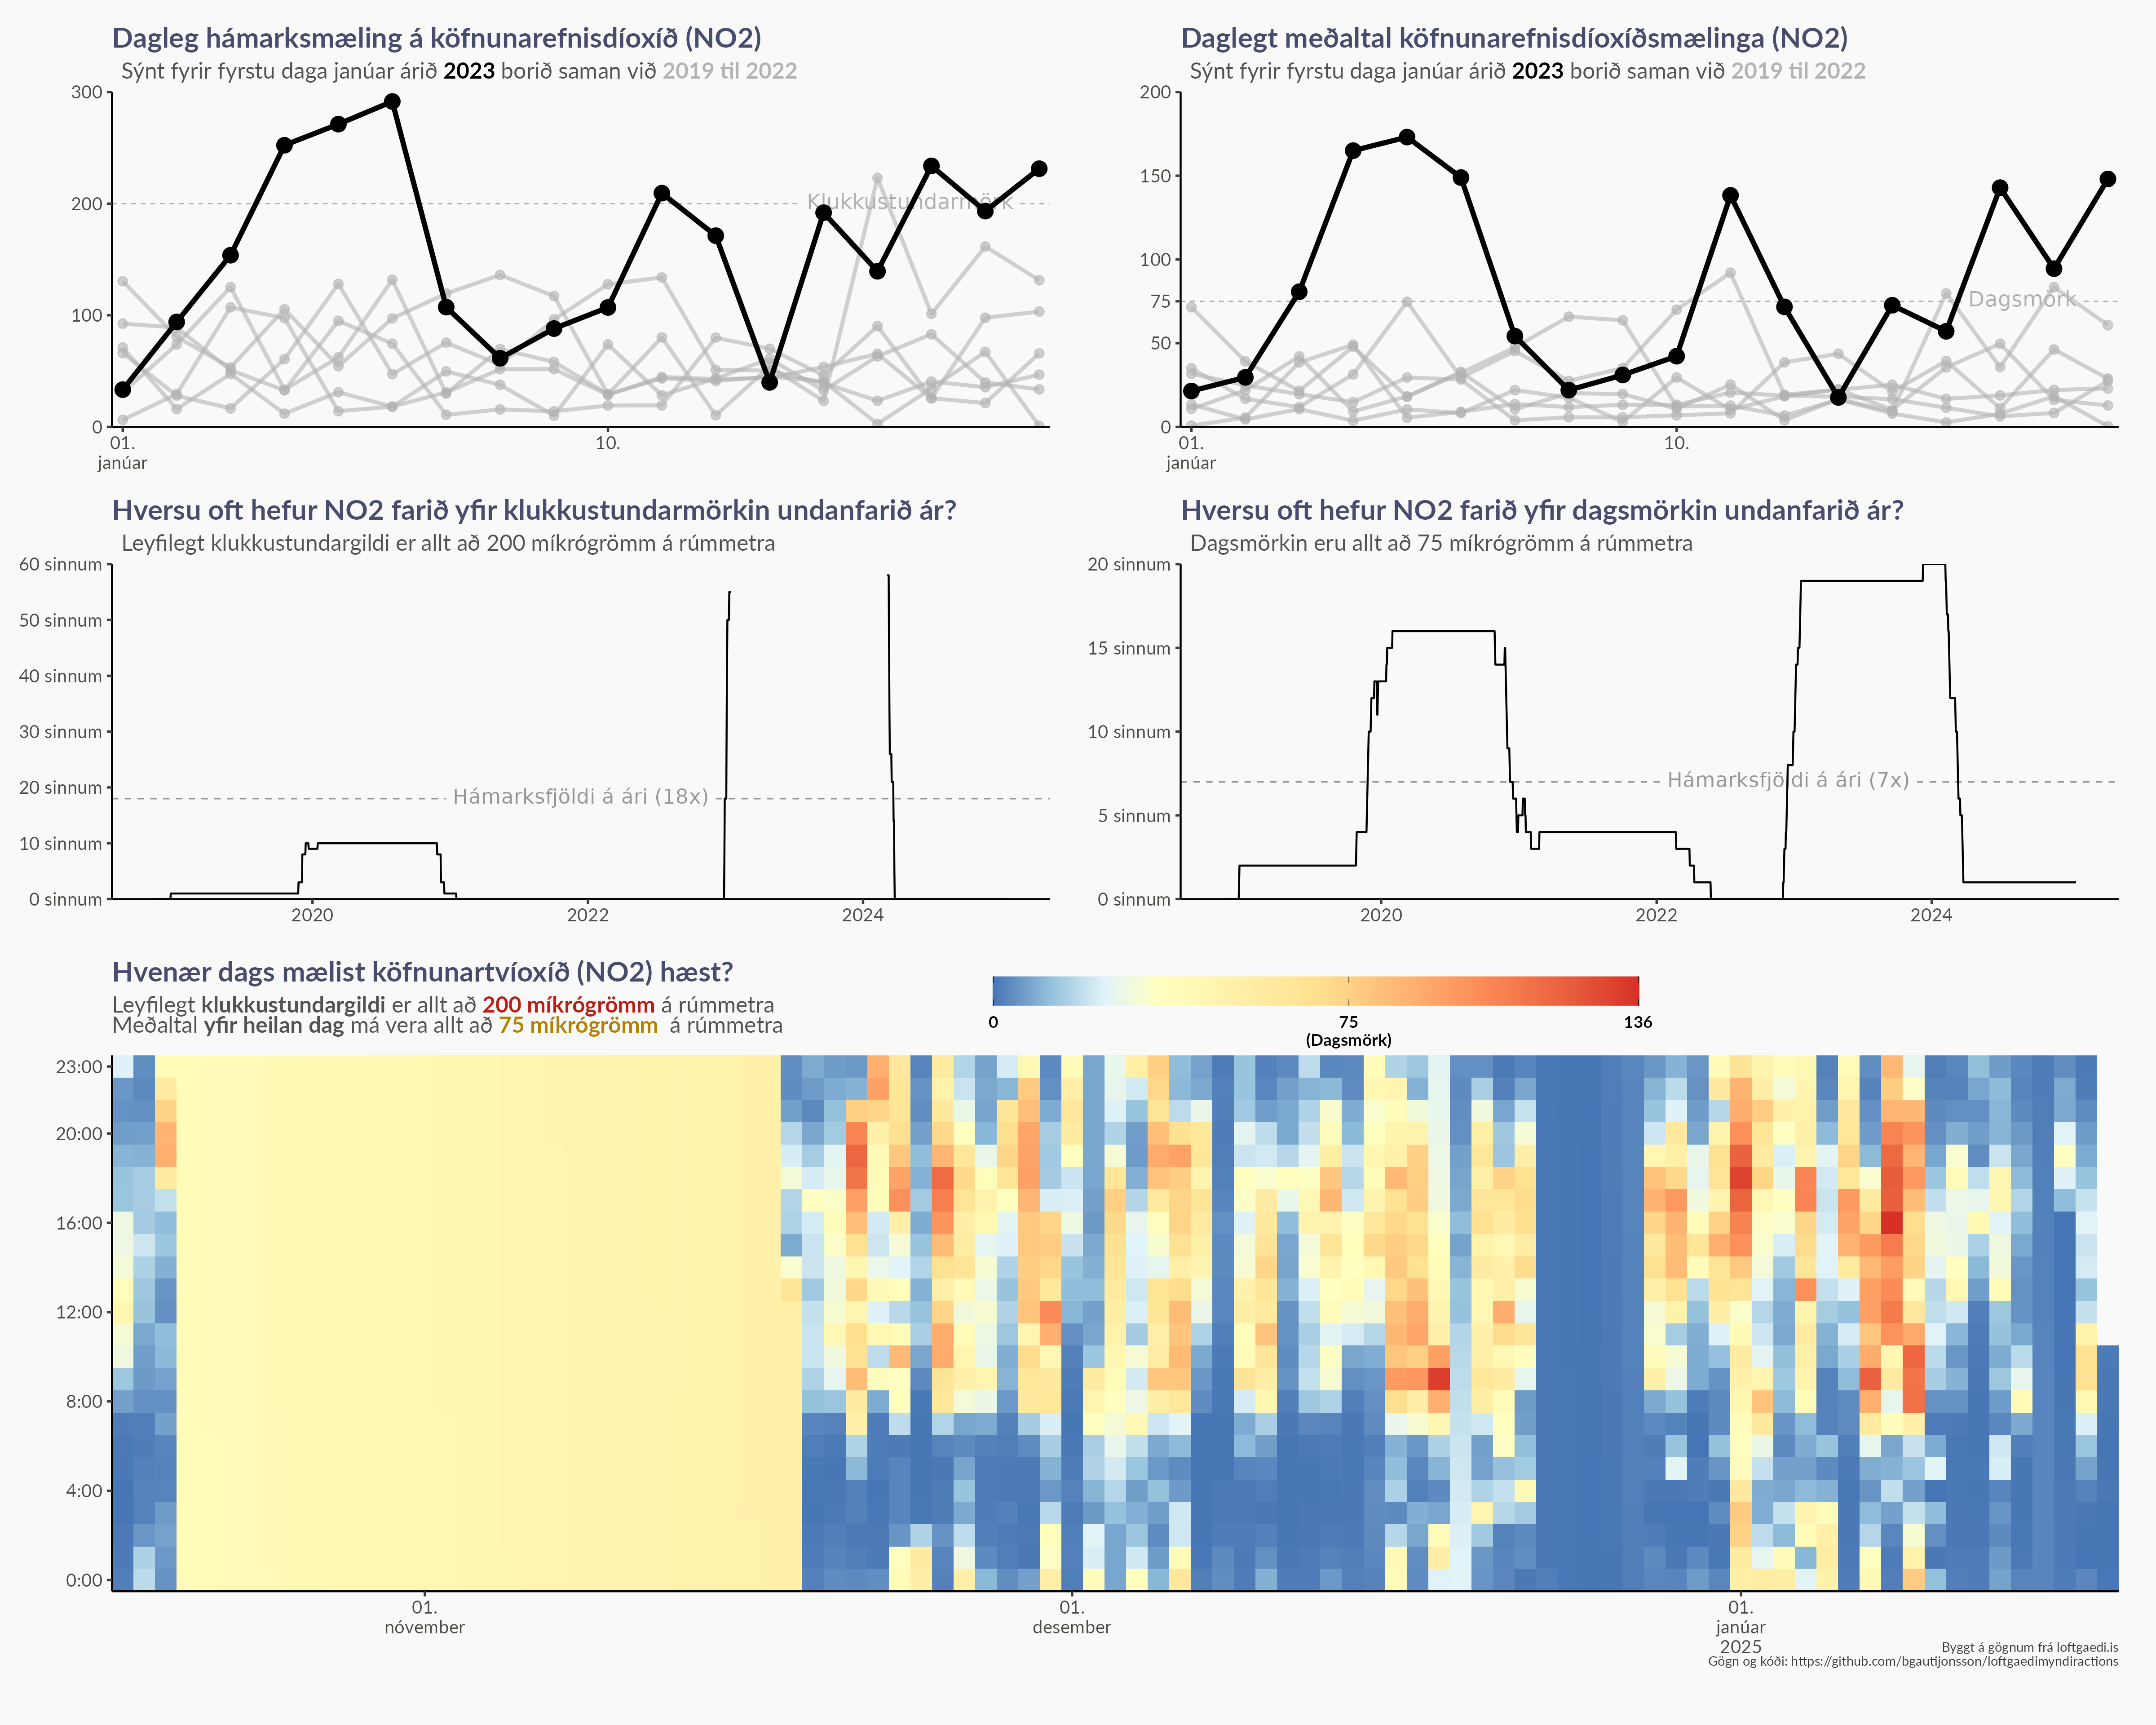 Dagleg hámarksmæling á köfnunarefnisdíoxíð (NO2)
Sýnt fyrir fyrstu daga janúar árið 2023 borið saman við 2019 til 2022
300
200
100
0
Klukkustundarmörk
01.
janúar
10.
Daglegt meðaltal köfnunarefnisdíoxíðsmælinga (NO2)
Sýnt fyrir fyrstu daga janúar árið 2023 borið saman við 2019 til 2022
200
150
100
75
50
0
Dagsmörk
01.
janúar
10.
Hversu oft hefur NO2 farið yfir klukkustundarmörkin undanfarið ár?
Leyfilegt klukkustundargildi er allt að 200 míkrógrömm á rúmmetra
60 sinnum
50 sinnum
40 sinnum
30 sinnum
20 sinnum
10 sinnum
0 sinnum
Hámarksfjöldi á ári (18x)
2020
2022
2024
Hversu oft hefur NO2 farið yfir dagsmörkin undanfarið ár?
Dagsmörkin eru allt að 75 míkrógrömm á rúmmetra
20 sinnum
15 sinnum
10 sinnum
5 sinnum
0 sinnum
Hámarksfjöldi á ári (7x)
2020
2022
2024
Hvenær dags mælist köfnunartvíoxíð (NO2) hæst?
Leyfilegt klukkustundargildi er allt að 200 míkrógrömm á rúmmetra
Meðaltal yfir heilan dag má vera allt að 75 míkrógrömm á rúmmetra
0
75
(Dagsmörk)
136
23:00
20:00
16:00
12:00
8:00
4:00
0:00
01.
nóvember
01.
desember
01.
janúar
2025
Byggt á gögnum frá loftgaedi.is
Gögn og kóði: https://github.com/bgautijonsson/loftgaedimyndiractions